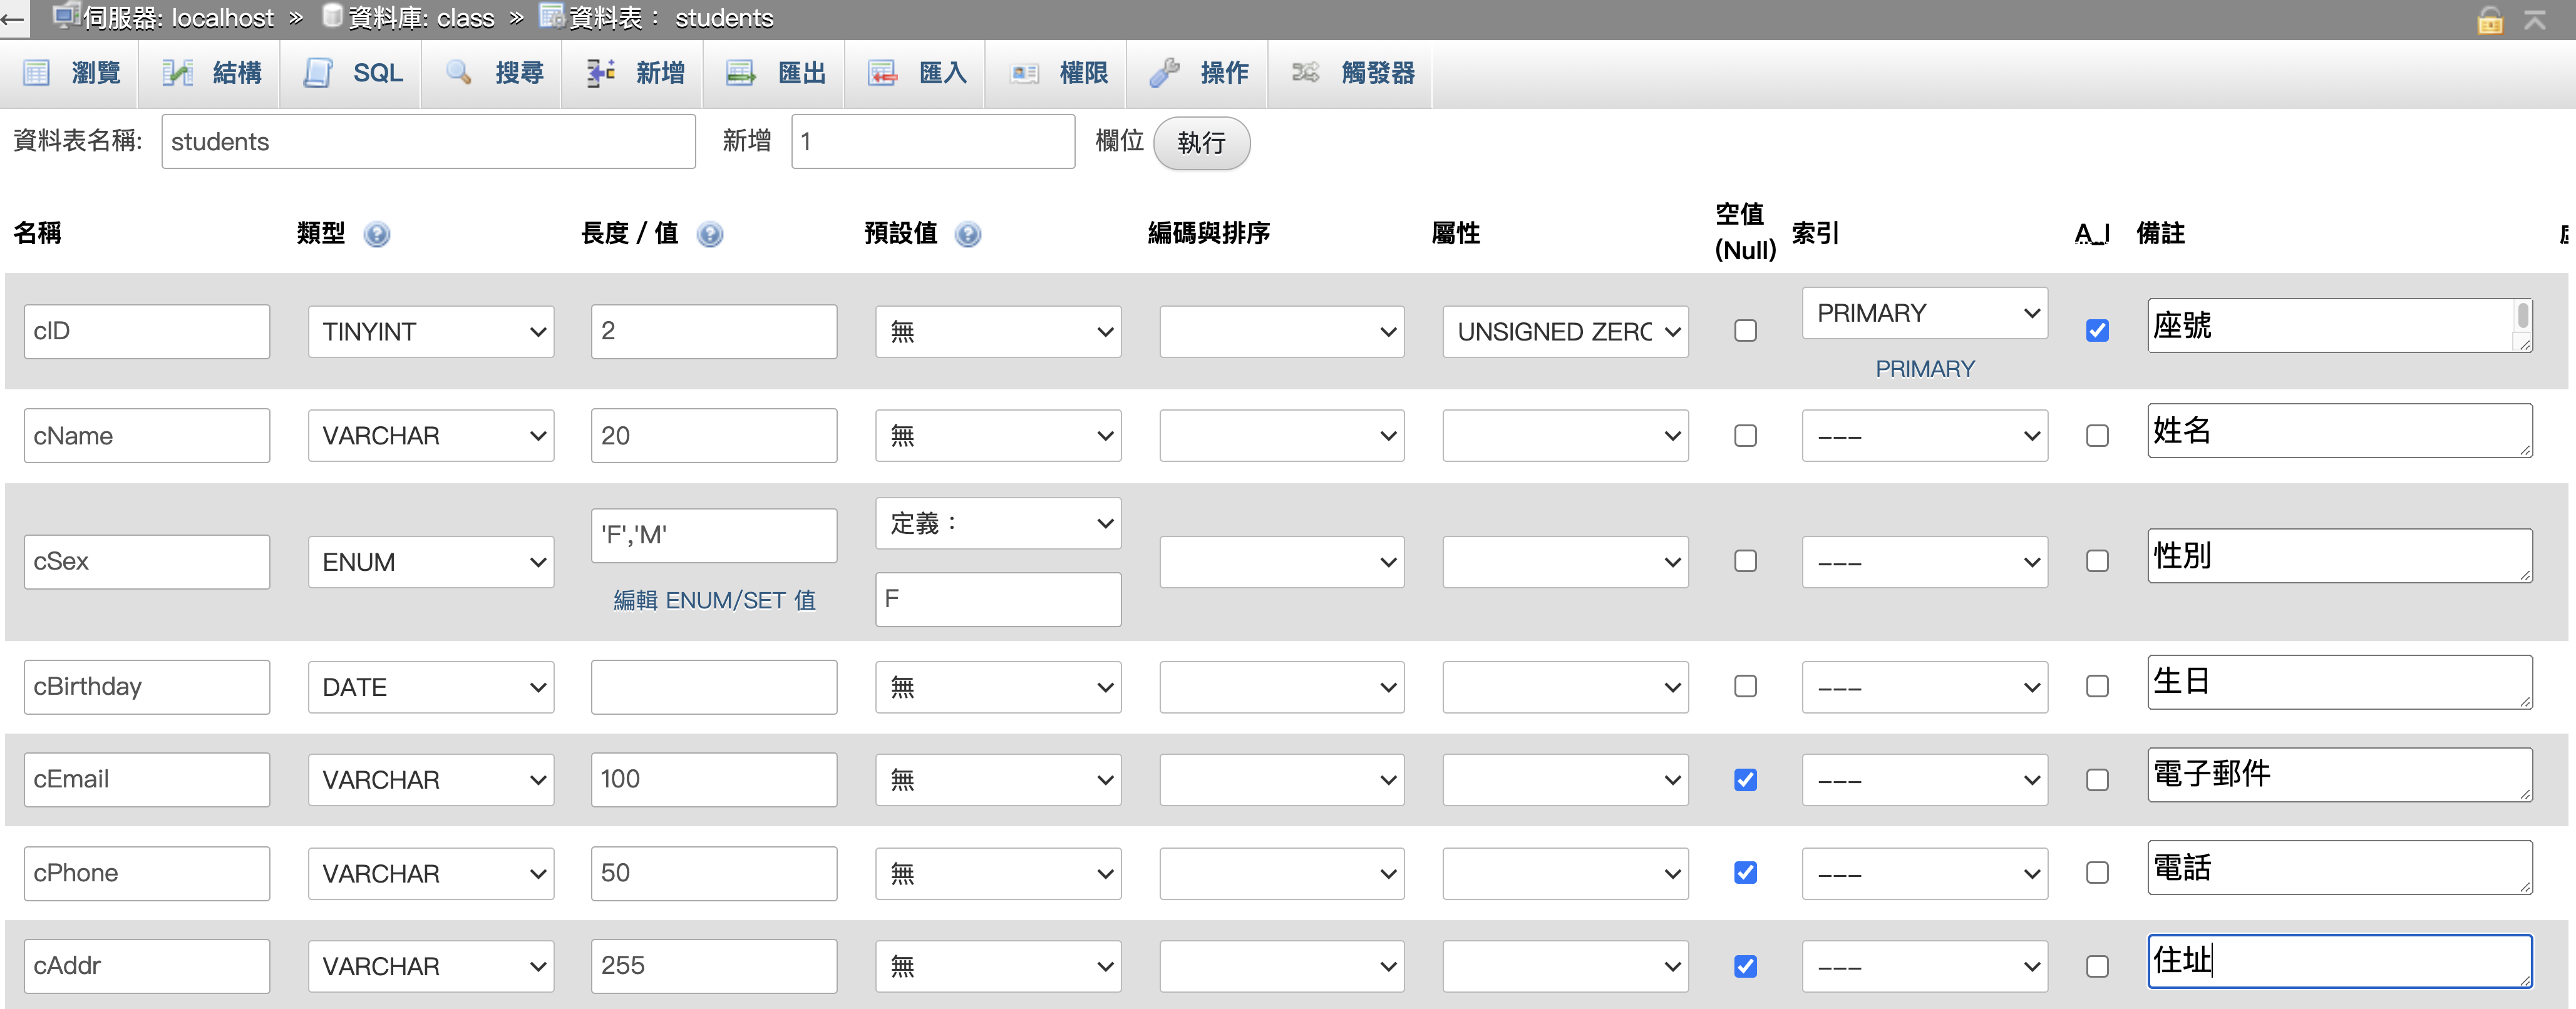 伺服器: localhost » 資料庫: class » 資料表： students
瀏覽 結構 SQL 搜尋 新增 匯出 匯入 權限 操作 觸發器
資料表名稱: students 新增 1 欄位 執行
名稱 類型 長度 / 值 預設值 編碼與排序 屬性 空值 (Null) 索引 A_I 備註
cID TINYINT 2 無 UNSIGNED ZERO PRIMARY 座號
PRIMARY
cName VARCHAR 20 無 --- 姓名
cSex ENUM 'F','M' 定義： --- 性別
編輯 ENUM/SET 值 F
cBirthday DATE 無 --- 生日
cEmail VARCHAR 100 無 --- 電子郵件
cPhone VARCHAR 50 無 --- 電話
cAddr VARCHAR 255 無 --- 住址